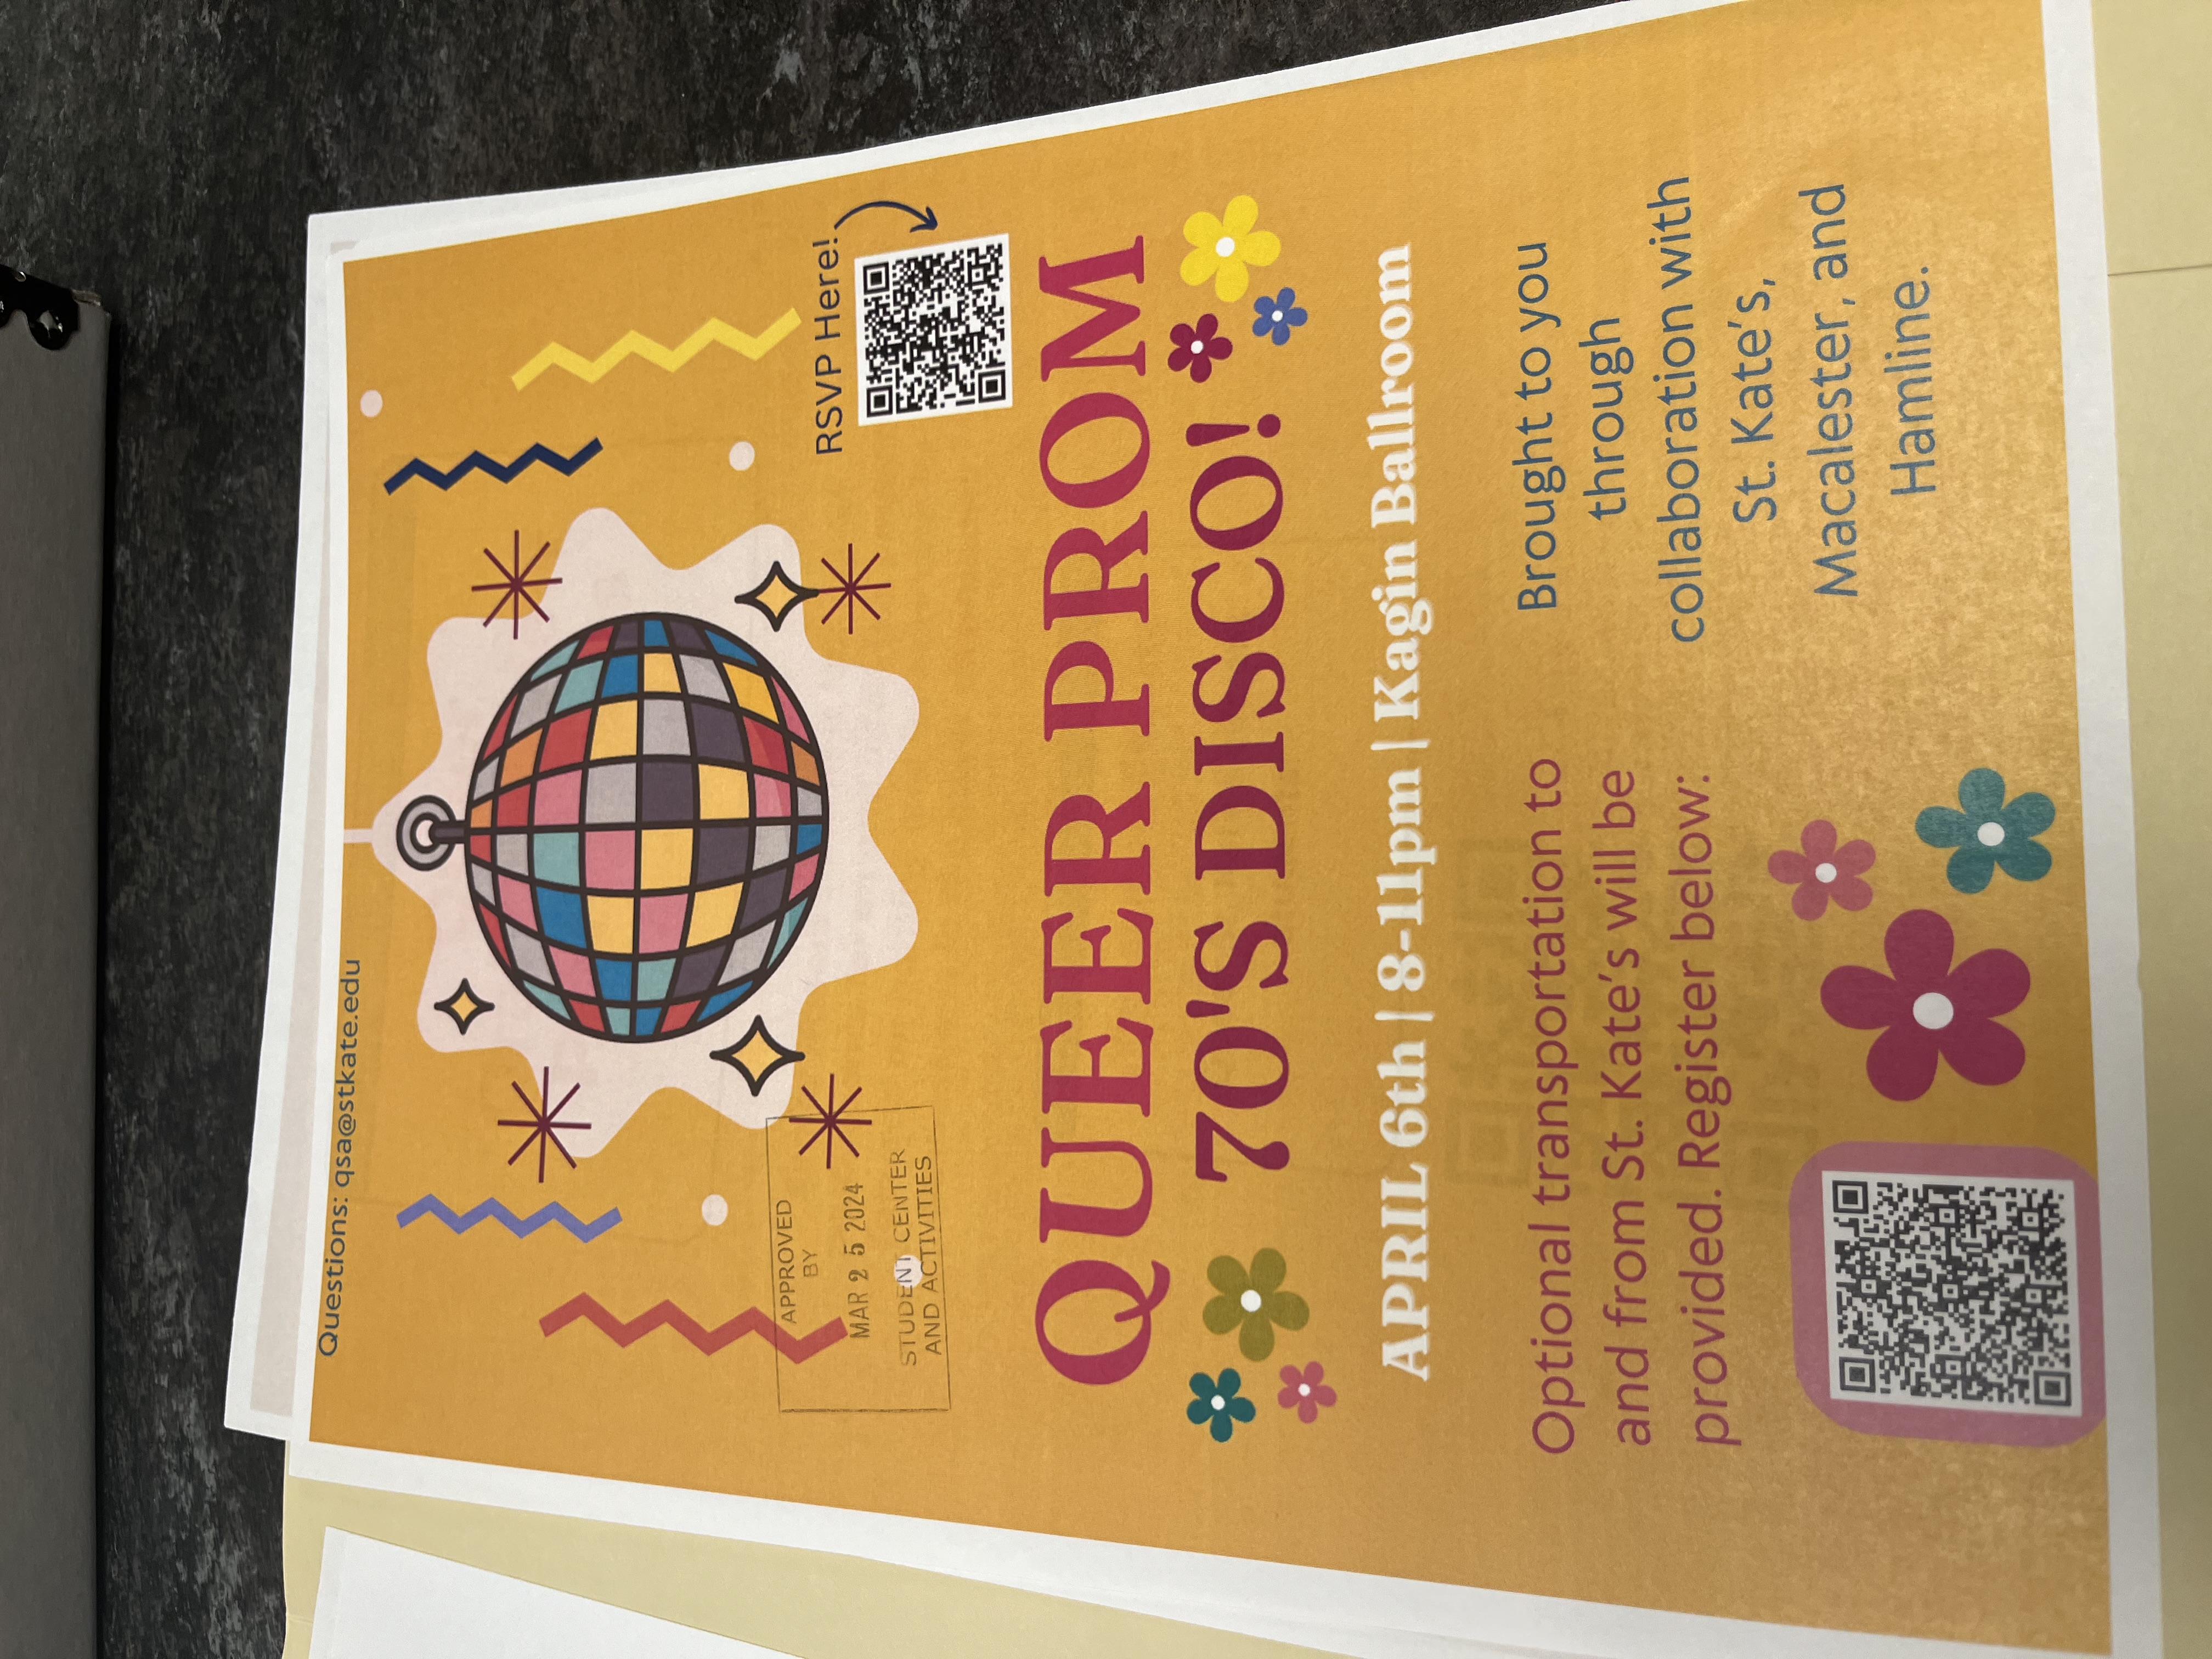 Questions: qsa@stkate.edu
APPROVED
BY
MAR 25 2024
STUDENT CENTER
AND ACTIVITIES
RSVP Here!
QUEER PROM
70'S DISCO!
APRIL 6th | 8-11pm | Kagin Ballroom
Optional transportation to
and from St. Kate's will be
provided. Register below:
Brought to you
through
collaboration with
St. Kate's,
Macalester, and
Hamline.